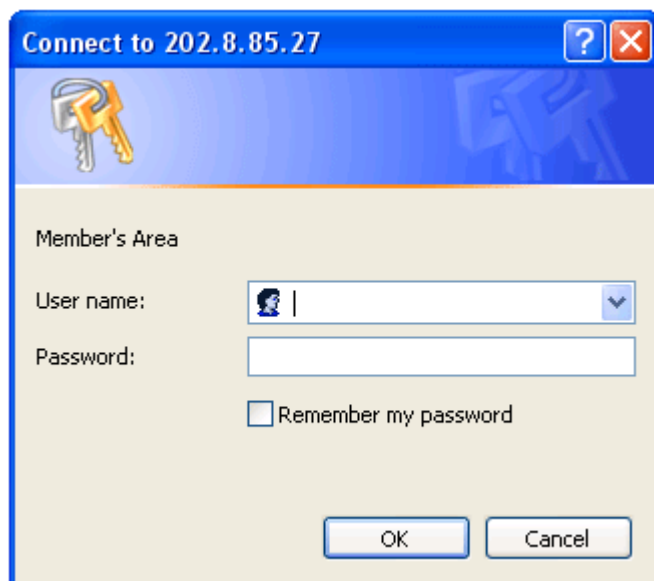 Connect to 202.8.85.27
Member's Area
User name:
Password:
Remember my password
OK Cancel